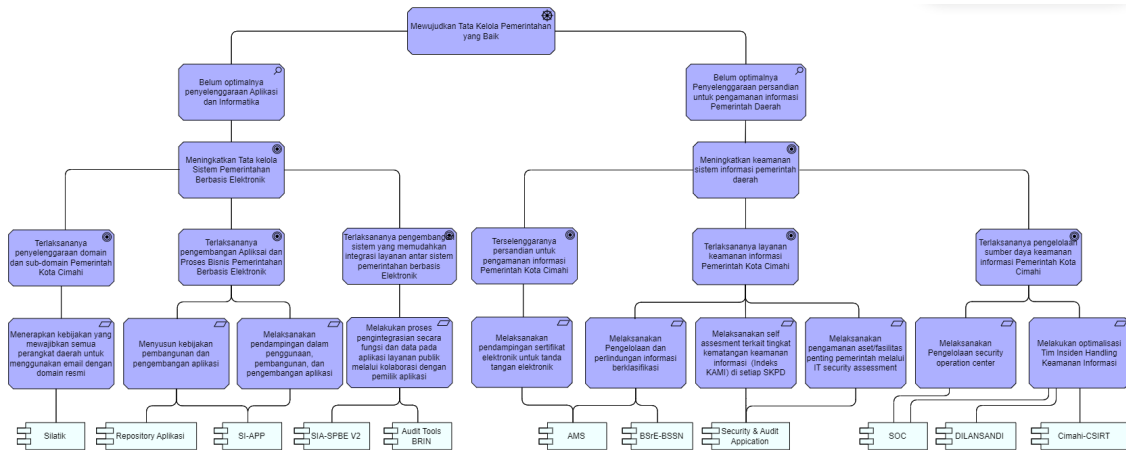 Mewujudkan Tata Kelola Pemerintahan
yang Baik
Belum optimalnya
penyelenggaraan Aplikasi
dan Informatika
Belum optimalnya
Penyelenggaraan persandian
untuk pengamanan informasi
Pemerintah Daerah
Meningkatkan Tata kelola
Sistem Pemerintahan
Berbasis Elektronik
Meningkatkan keamanan
sistem informasi pemerintah
daerah
Terlaksananya
penyelenggaraan domain
dan sub-domain Pemerintah
Kota Cimahi
Terlaksananya
pengembangan Apliksai dan
Proses Bisnis Pemerintahan
Berbasis Elektronik
Terlaksananya pengembangan
sistem yang memudahkan
integrasi layanan antar sistem
pemerintahan berbasis
Elektronik
Terselenggaranya
persandian untuk
pengamanan informasi
Pemerintah Kota Cimahi
Terlaksananya layanan
keamanan informasi
Pemerintah Kota Cimahi
Terlaksananya pengelolaan
sumber daya keamanan
informasi Pemerintah Kota
Cimahi
Menerapkan kebijakan yang
mewajibkan semua
perangkat daerah untuk
menggunakan email dengan
domain resmi
Menyusun kebijakan
pembangunan dan
pengembangan aplikasi
Melaksanakan
pendampingan dalam
penggunaan,
pembangunan, dan
pengembangan aplikasi
Melakukan proses
pengintegrasian secara
fungsi dan data pada
aplikasi layanan publik
melalui kolaborasi dengan
pemilik aplikasi
Melaksanakan
pendampingan sertifikat
elektronik untuk tanda
tangan elektronik
Melaksanakan
Pengelolaan dan
perlindungan informasi
berklasifikasi
Melaksanakan self
assesment terkait tingkat
kematangan keamanan
informasi (Indeks
KAMI) di setiap SKPD
Melaksanakan
pengamanan aset/fasilitas
penting pemerintah melalui
IT security assessment
Melaksanakan
Pengelolaan security
operation center
Melakukan optimalisasi
Tim Insiden Handling
Keamanan Informasi
Silatik
Repository Aplikasi
SI-APP
SIA-SPBE V2
Audit Tools
BRIN
AMS
BSrE-BSSN
Security & Audit
Appication
SOC
DILANSANDI
Cimahi-CSIRT